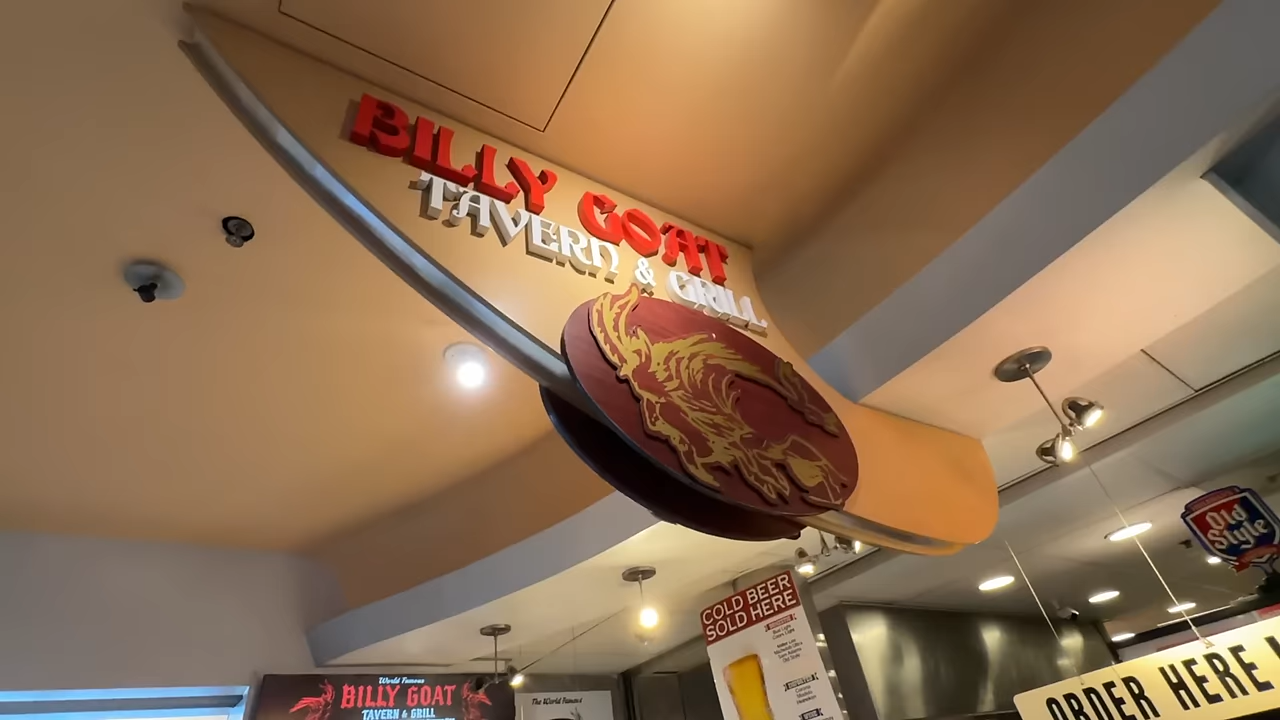 BILLY GOAT
TAVERN & GRILL
Old
Style
COLD BEER
SOLD HERE
ORDER HERE
World Famous
BILLY GOAT
TAVERN & GRILL
The World Famous